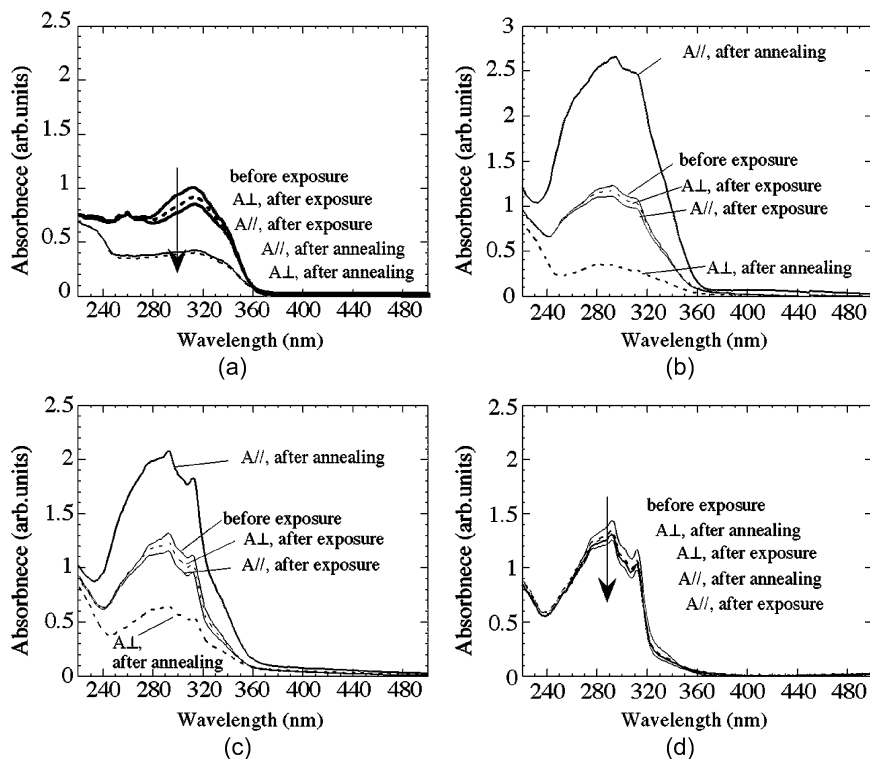 2.5
2
1.5
1
0.5
0
Absorbnece (arb.units)
before exposure
A⊥, after exposure
A//, after exposure
A//, after annealing
A⊥, after annealing
240 280 320 360 400 440 480
Wavelength (nm)
(a)
3
2.5
2
1.5
1
0.5
0
Absorbnece (arb.units)
A//, after annealing
before exposure
A⊥, after exposure
A//, after exposure
A⊥, after annealing
240 280 320 360 400 440 480
Wavelength (nm)
(b)
2.5
2
1.5
1
0.5
0
Absorbnece (arb.units)
A//, after annealing
before exposure
A⊥, after exposure
A//, after exposure
A⊥,
after annealing
240 280 320 360 400 440 480
Wavelength (nm)
(c)
2.5
2
1.5
1
0.5
0
Absorbnece (arb.units)
before exposure
A⊥, after annealing
A⊥, after exposure
A//, after annealing
A//, after exposure
240 280 320 360 400 440 480
Wavelength (nm)
(d)